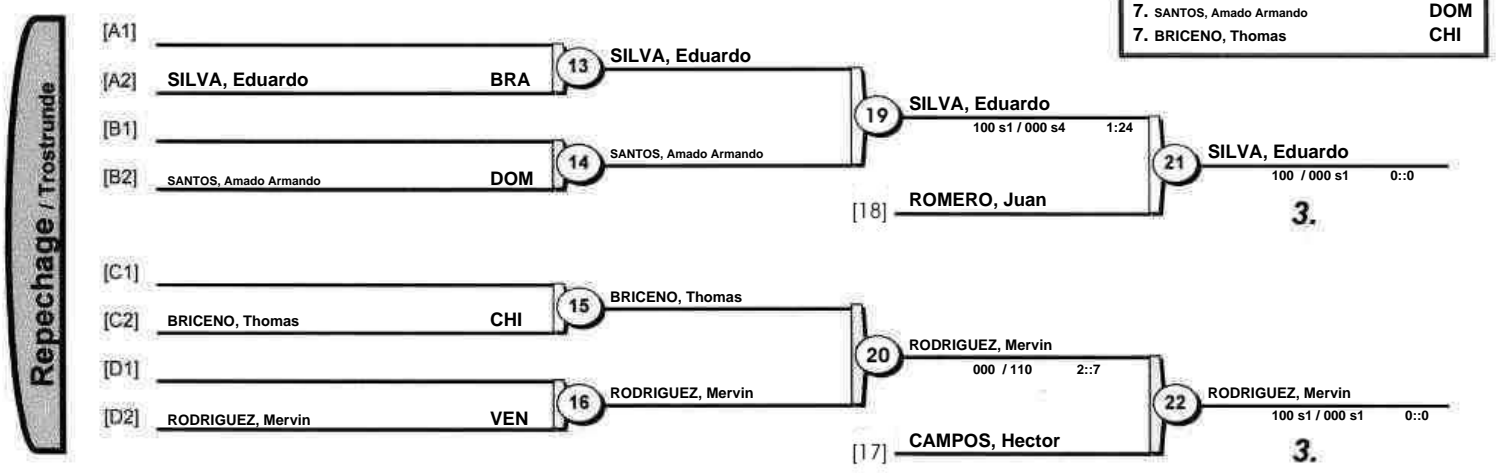 7. SANTOS, Amado Armando DOM
7. BRICENO, Thomas CHI
Repechage / Trostrunde
[A1]
[A2] SILVA, Eduardo BRA
13 SILVA, Eduardo
[B1]
[B2] SANTOS, Amado Armando DOM
14 SANTOS, Amado Armando
19 SILVA, Eduardo
100 s1 / 000 s4 1:24
[18] ROMERO, Juan
21 SILVA, Eduardo
100 / 000 s1 0::0
3.
[C1]
[C2] BRICENO, Thomas CHI
15 BRICENO, Thomas
[D1]
[D2] RODRIGUEZ, Mervin VEN
16 RODRIGUEZ, Mervin
20 RODRIGUEZ, Mervin
000 / 110 2::7
[17] CAMPOS, Hector
22 RODRIGUEZ, Mervin
100 s1 / 000 s1 0::0
3.